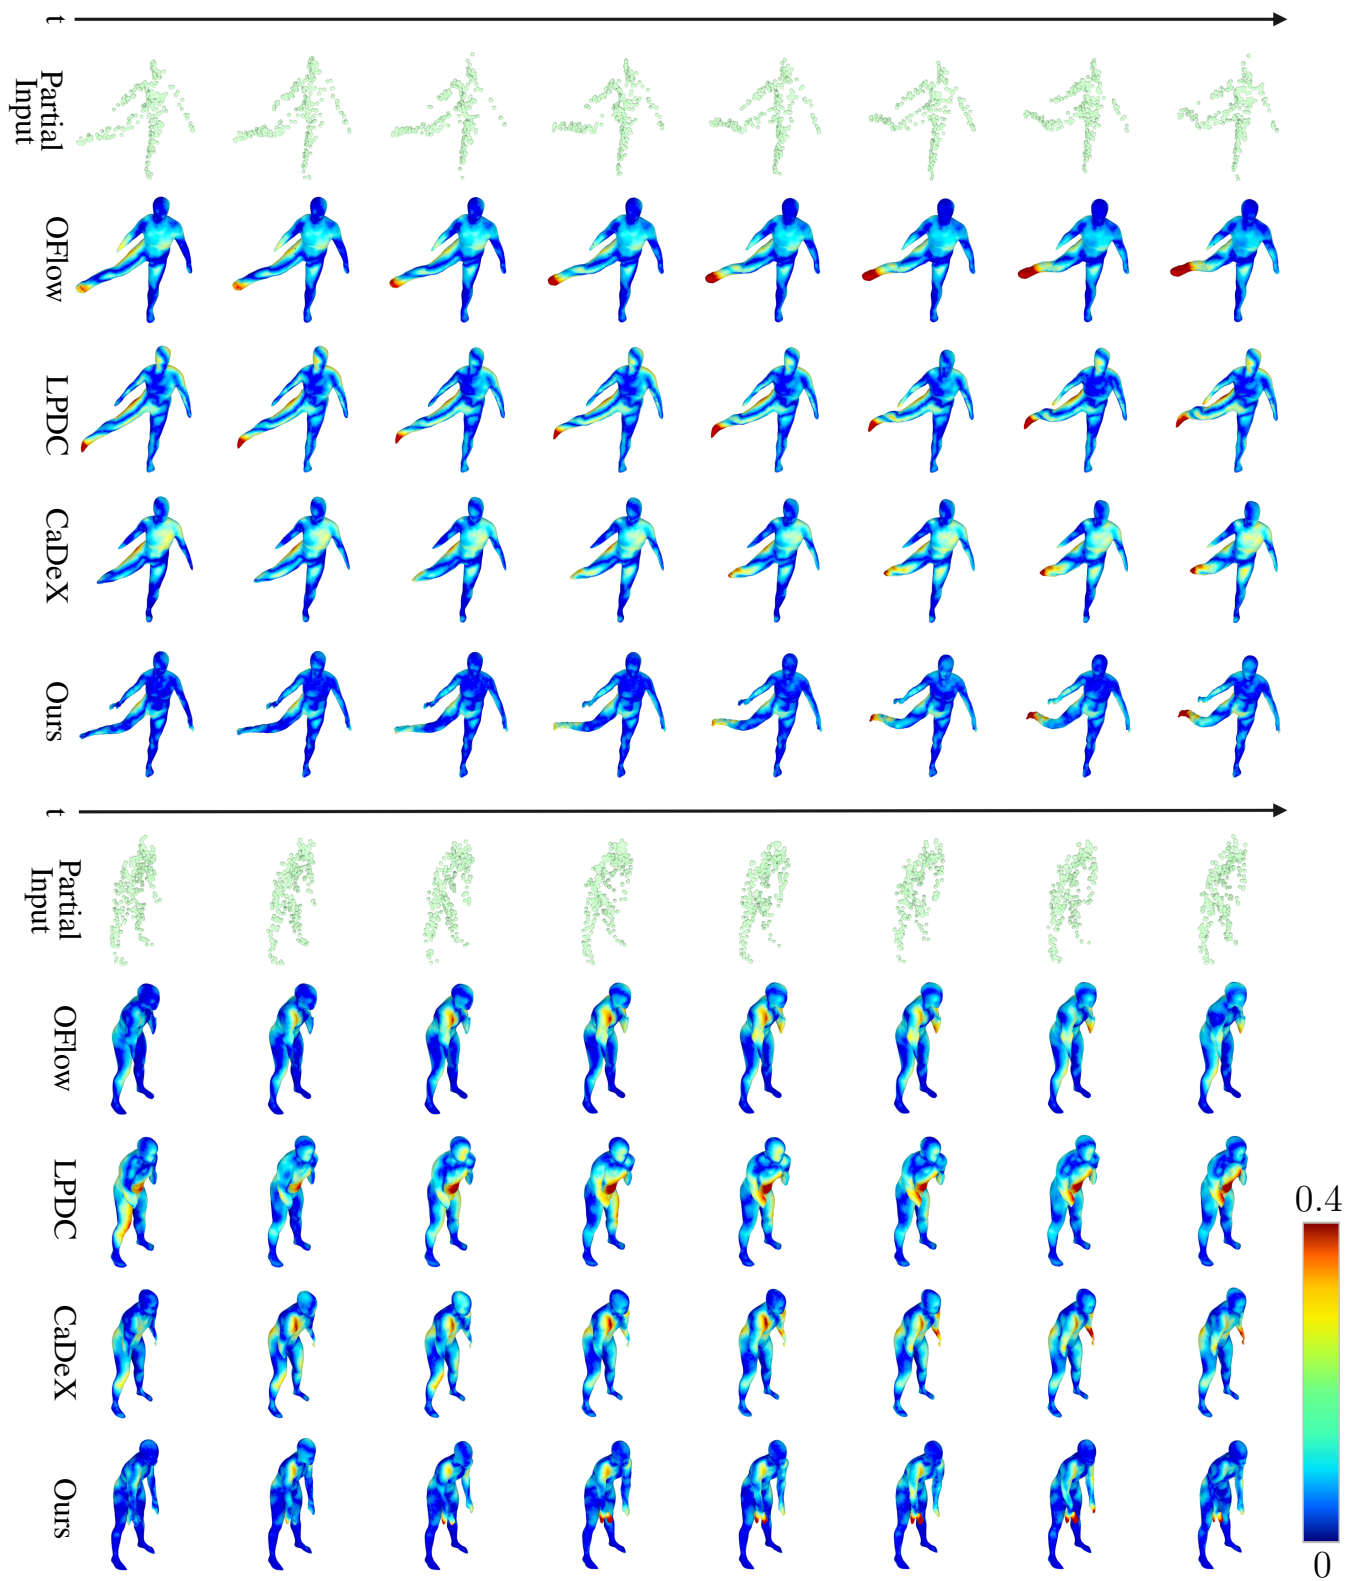 t
Partial
Input
OFlow
LPDC
CaDeX
Ours
t
Partial
Input
OFlow
LPDC
CaDeX
Ours
0.4
0